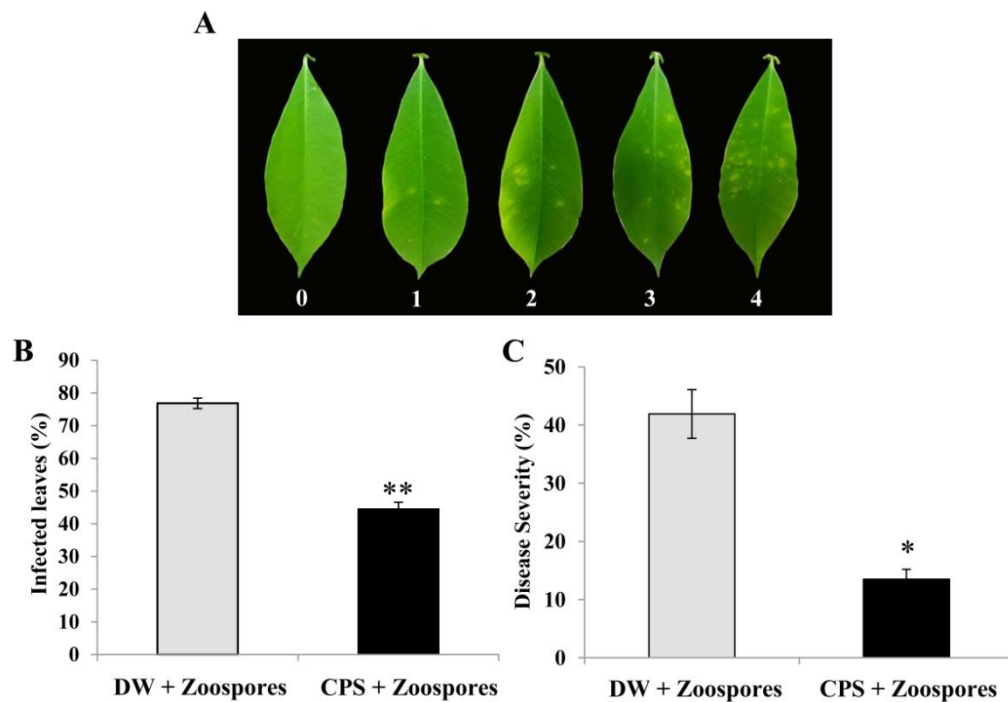 A
0 1 2 3 4
B
90
80
70
60
50
40
30
20
10
0
Infected leaves (%)
**
DW + Zoospores CPS + Zoospores
C
50
40
30
20
10
0
Disease Severity (%)
*
DW + Zoospores CPS + Zoospores